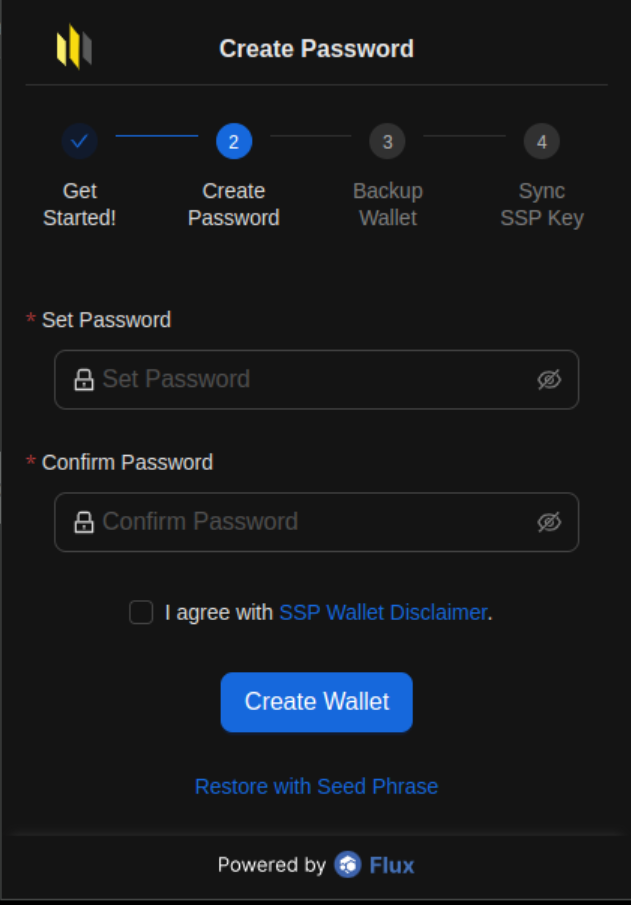 Create Password
2
3
4
Get
Started!
Create
Password
Backup
Wallet
Sync
SSP Key
* Set Password
Set Password
* Confirm Password
Confirm Password
I agree with SSP Wallet Disclaimer.
Create Wallet
Restore with Seed Phrase
Powered by Flux